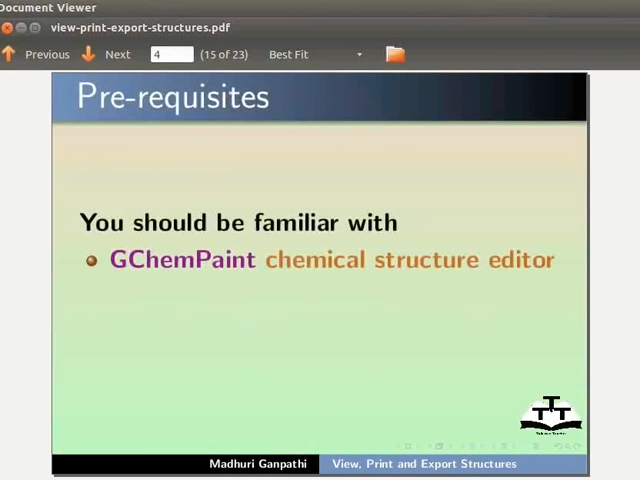 Document Viewer
view-print-export-structures.pdf
Previous Next 4 (15 of 23) Best Fit
Pre-requisites
You should be familiar with
GChemPaint chemical structure editor
Madhuri Ganpathi View, Print and Export Structures